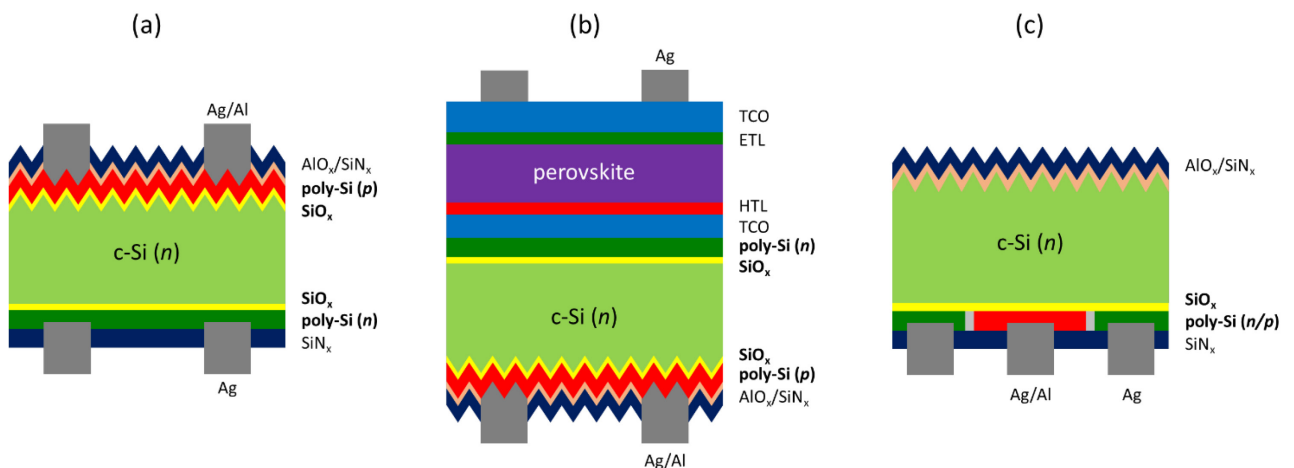 (a)
Ag/Al
AlOₓ/SiNₓ
poly-Si (p)
SiOₓ
c-Si (n)
SiOₓ
poly-Si (n)
SiNₓ
Ag
(b)
Ag
TCO
ETL
perovskite
HTL
TCO
poly-Si (n)
SiOₓ
c-Si (n)
SiOₓ
poly-Si (p)
AlOₓ/SiNₓ
Ag/Al
(c)
AlOₓ/SiNₓ
c-Si (n)
SiOₓ
poly-Si (n/p)
SiNₓ
Ag/Al Ag